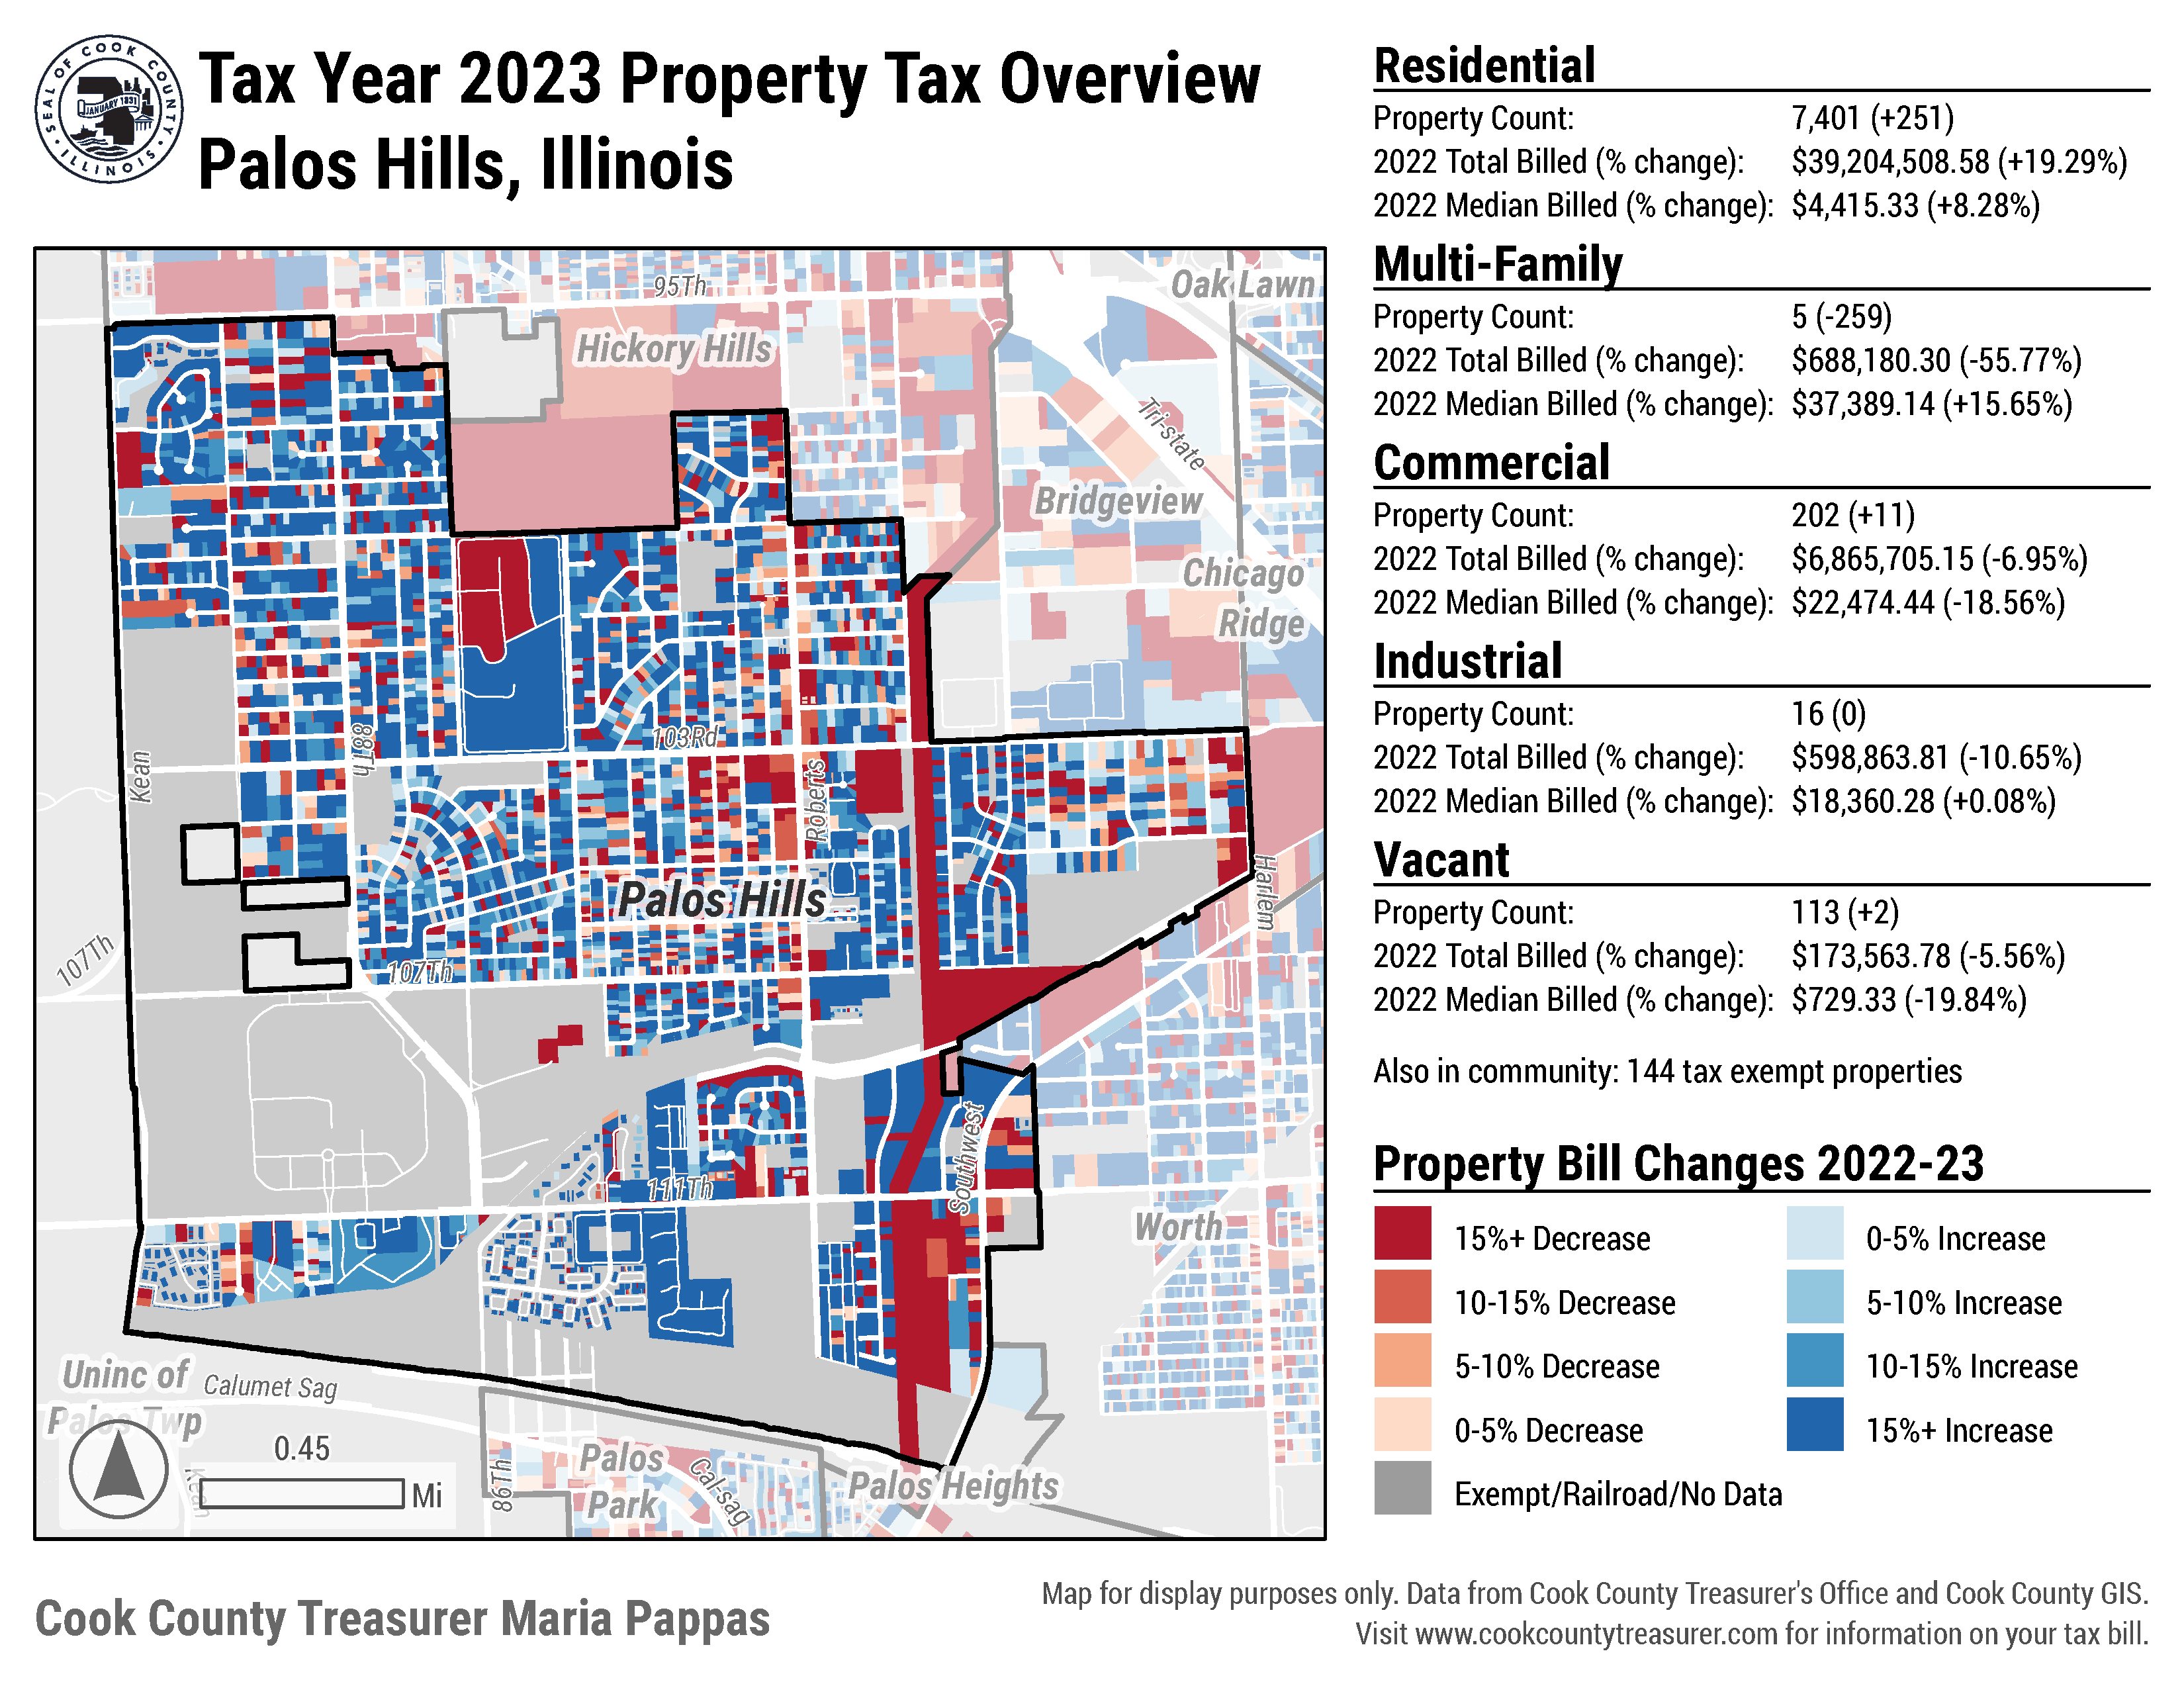 SEAL OF COOK COUNTY
JANUARY 1831
• ILLINOIS •
Tax Year 2023 Property Tax Overview
Palos Hills, Illinois
Residential
Property Count: 7,401 (+251)
2022 Total Billed (% change): $39,204,508.58 (+19.29%)
2022 Median Billed (% change): $4,415.33 (+8.28%)
Multi-Family
Property Count: 5 (-259)
2022 Total Billed (% change): $688,180.30 (-55.77%)
2022 Median Billed (% change): $37,389.14 (+15.65%)
Commercial
Property Count: 202 (+11)
2022 Total Billed (% change): $6,865,705.15 (-6.95%)
2022 Median Billed (% change): $22,474.44 (-18.56%)
Industrial
Property Count: 16 (0)
2022 Total Billed (% change): $598,863.81 (-10.65%)
2022 Median Billed (% change): $18,360.28 (+0.08%)
Vacant
Property Count: 113 (+2)
2022 Total Billed (% change): $173,563.78 (-5.56%)
2022 Median Billed (% change): $729.33 (-19.84%)
Also in community: 144 tax exempt properties
Property Bill Changes 2022-23
15%+ Decrease
10-15% Decrease
5-10% Decrease
0-5% Decrease
Exempt/Railroad/No Data
0-5% Increase
5-10% Increase
10-15% Increase
15%+ Increase
95Th
Oak Lawn
Hickory Hills
Tri-state
Bridgeview
Chicago
Ridge
103Rd
88Th
Kean
Roberts
Harlem
Palos Hills
107Th
107Th
Southwest
111Th
Worth
Uninc of
Palos Twp
Calumet Sag
0.45
Mi
Kean
86Th
Palos
Park
Cal-sag
Palos Heights
Cook County Treasurer Maria Pappas
Map for display purposes only. Data from Cook County Treasurer's Office and Cook County GIS.
Visit www.cookcountytreasurer.com for information on your tax bill.